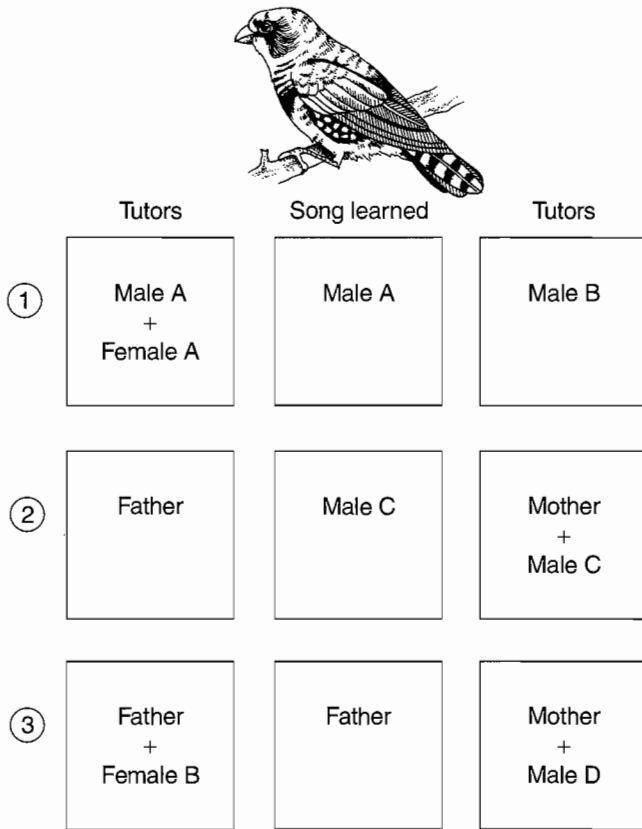 Tutors Song learned Tutors
1
Male A
+
Female A
Male A
Male B
2
Father
Male C
Mother
+
Male C
3
Father
+
Female B
Father
Mother
+
Male D